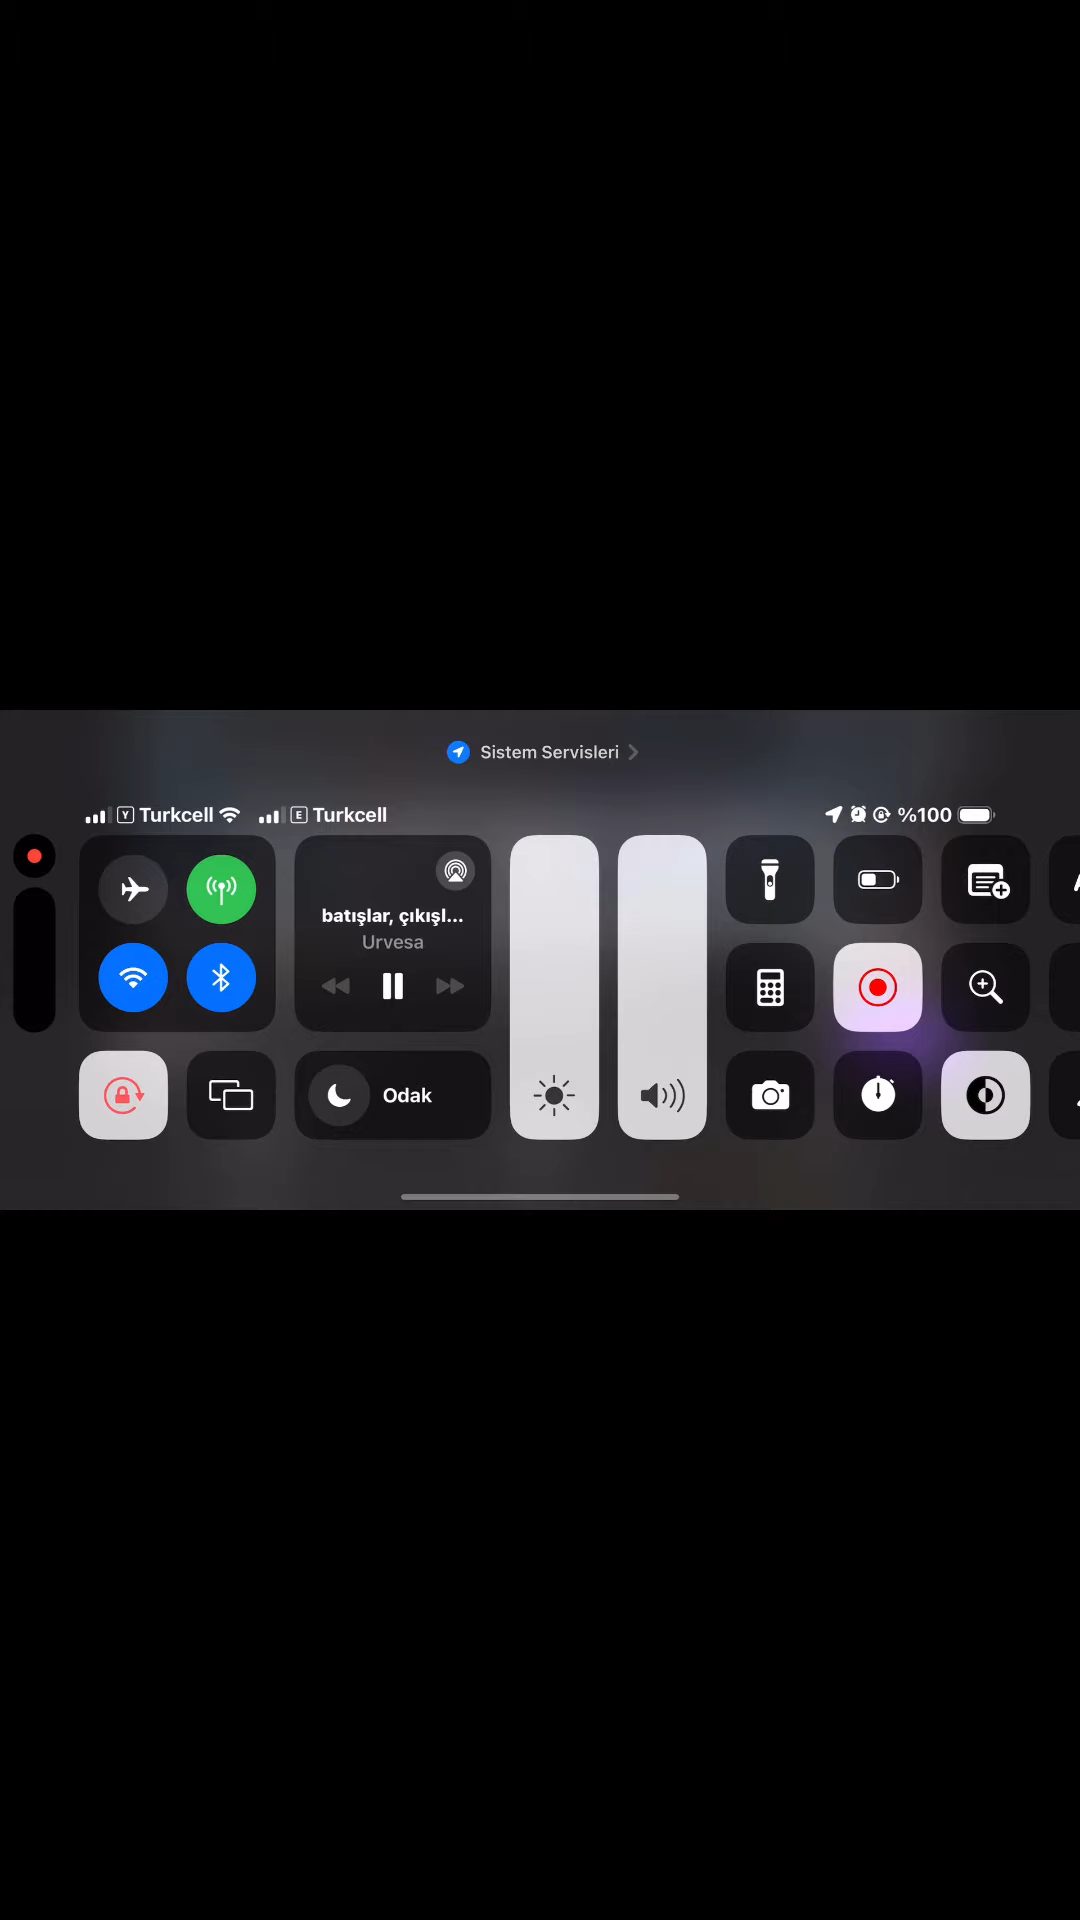 Sistem Servisleri
Y Turkcell E Turkcell %100
batışlar, çıkışl...
Urvesa
Odak